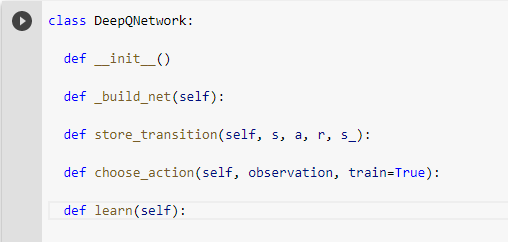 class DeepQNetwork:
def __init__()
def _build_net(self):
def store_transition(self, s, a, r, s_):
def choose_action(self, observation, train=True):
def learn(self):